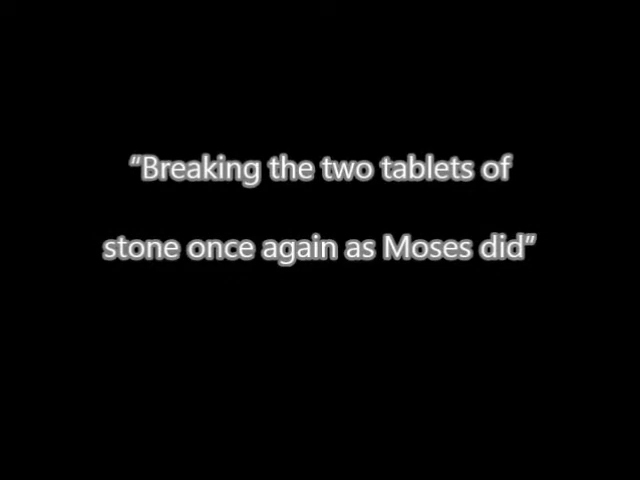 “Breaking the two tablets of
stone once again as Moses did”